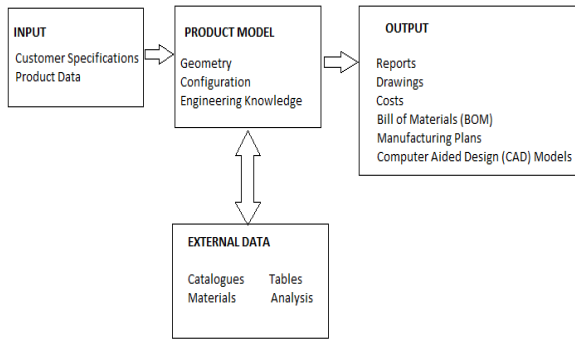 INPUT
Customer Specifications
Product Data
PRODUCT MODEL
Geometry
Configuration
Engineering Knowledge
OUTPUT
Reports
Drawings
Costs
Bill of Materials (BOM)
Manufacturing Plans
Computer Aided Design (CAD) Models
EXTERNAL DATA
Catalogues Tables
Materials Analysis